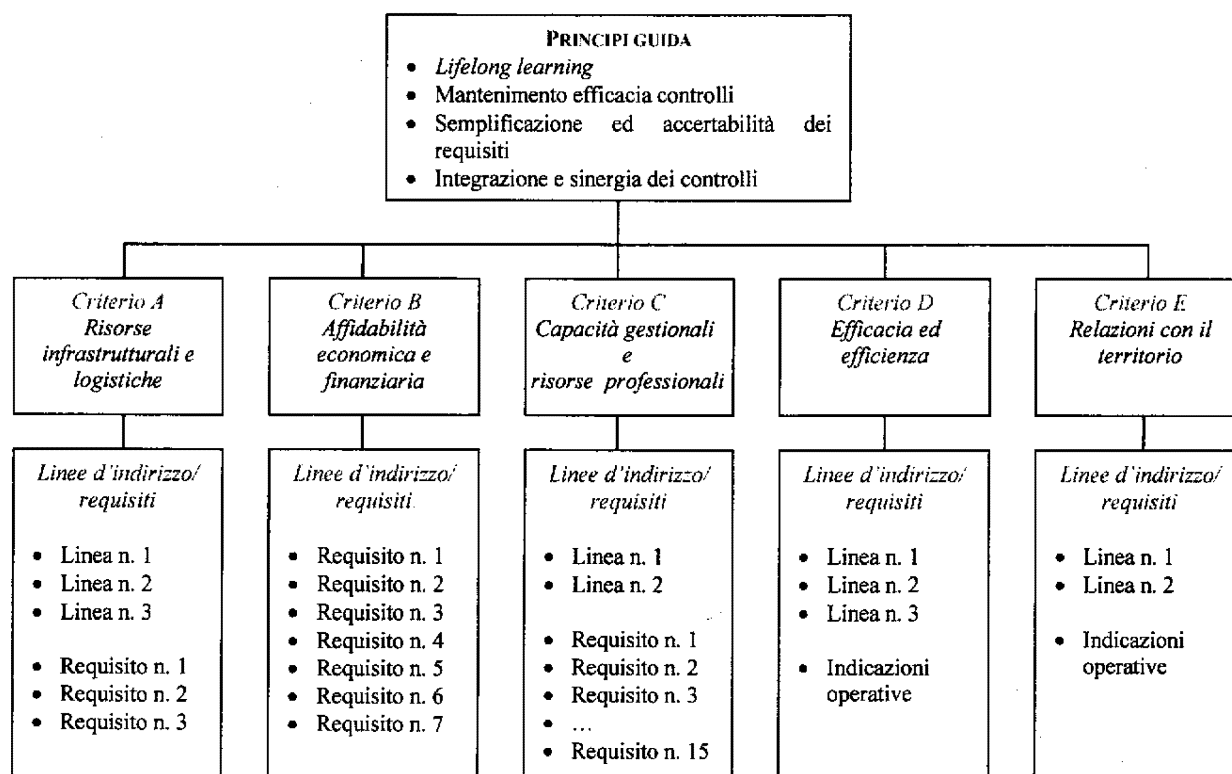 PRINCIPI GUIDA
• Lifelong learning
• Mantenimento efficacia controlli
• Semplificazione ed accertabilità dei
requisiti
• Integrazione e sinergia dei controlli
Criterio A
Risorse
infrastrutturali e
logistiche
Criterio B
Affidabilità
economica e
finanziaria
Criterio C
Capacità gestionali
e
risorse professionali
Criterio D
Efficacia ed
efficienza
Criterio E
Relazioni con il
territorio
Linee d'indirizzo/
requisiti
• Linea n. 1
• Linea n. 2
• Linea n. 3
• Requisito n. 1
• Requisito n. 2
• Requisito n. 3
Linee d'indirizzo/
requisiti
• Requisito n. 1
• Requisito n. 2
• Requisito n. 3
• Requisito n. 4
• Requisito n. 5
• Requisito n. 6
• Requisito n. 7
Linee d'indirizzo/
requisiti
• Linea n. 1
• Linea n. 2
• Requisito n. 1
• Requisito n. 2
• Requisito n. 3
• ...
• Requisito n. 15
Linee d'indirizzo/
requisiti
• Linea n. 1
• Linea n. 2
• Linea n. 3
• Indicazioni
operative
Linee d'indirizzo/
requisiti
• Linea n. 1
• Linea n. 2
• Indicazioni
operative